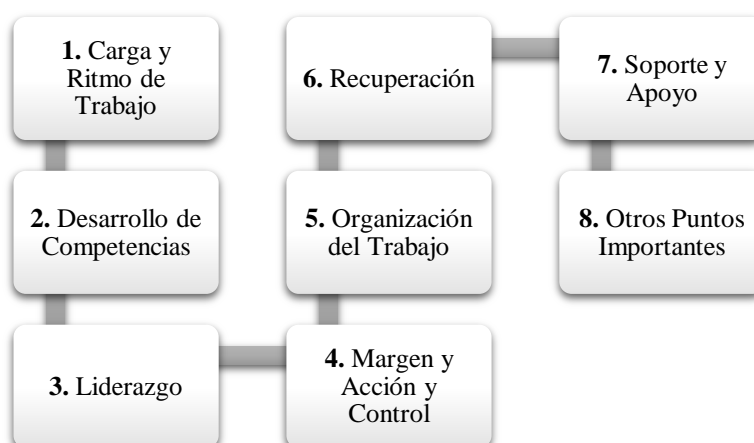 1. Carga y
Ritmo de
Trabajo
2. Desarrollo de
Competencias
3. Liderazgo
4. Margen y
Acción y
Control
5. Organización
del Trabajo
6. Recuperación
7. Soporte y
Apoyo
8. Otros Puntos
Importantes